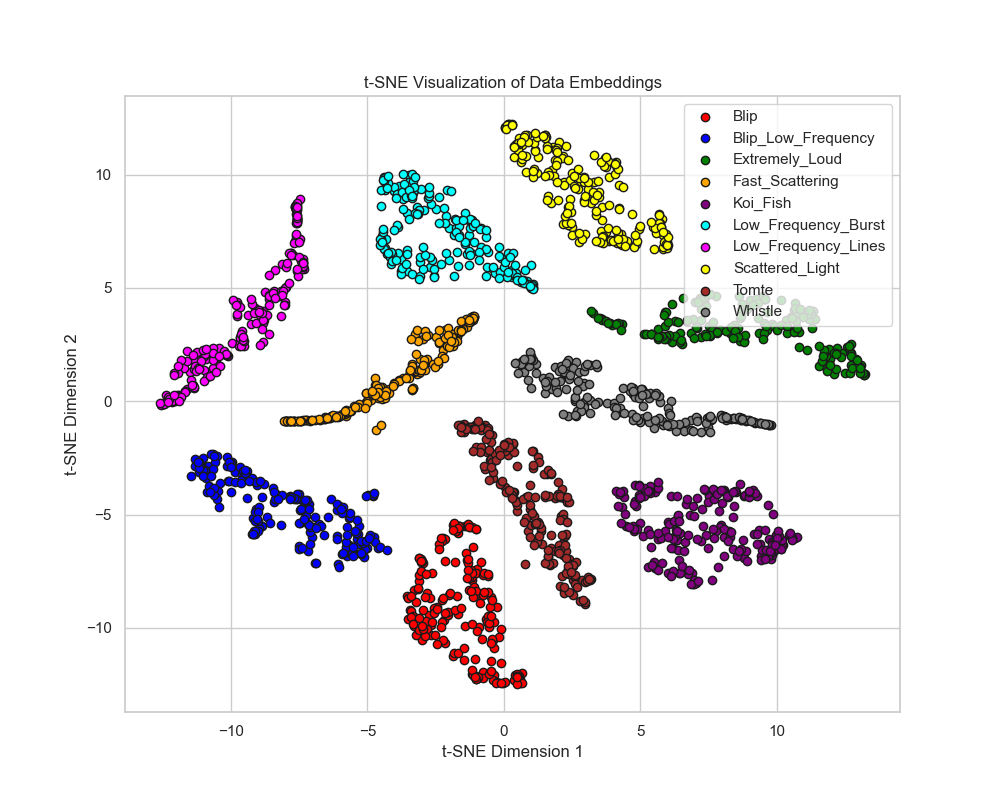 t-SNE Visualization of Data Embeddings
Blip
Blip_Low_Frequency
Extremely_Loud
Fast_Scattering
Koi_Fish
Low_Frequency_Burst
Low_Frequency_Lines
Scattered_Light
Tomte
Whistle
10
5
0
−5
−10
t-SNE Dimension 2
−10
−5
0
5
10
t-SNE Dimension 1